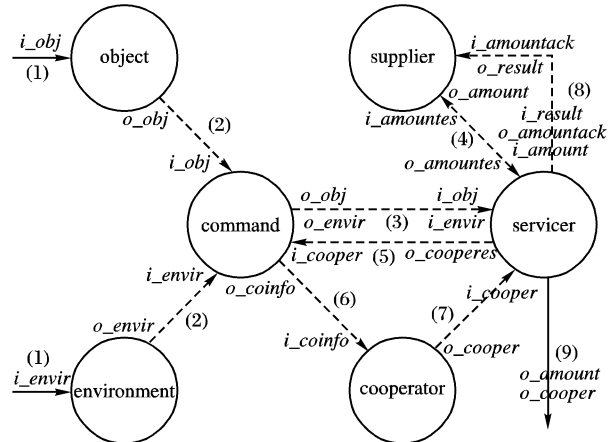 i_obj
(1)
object
supplier
i_amountack
o_result
(8)
o_obj
(2)
i_obj
o_amount
i_amountes
(4)
o_amountes
i_result
o_amountack
i_amount
command
o_obj
i_obj
o_envir
(3)
i_envir
servicer
i_cooper
(5)
o_cooperes
i_envir
o_coinfo
(6)
i_cooper
(7)
o_envir
(2)
i_coinfo
o_cooper
(1)
i_envir
environment
cooperator
(9)
o_amount
o_cooper